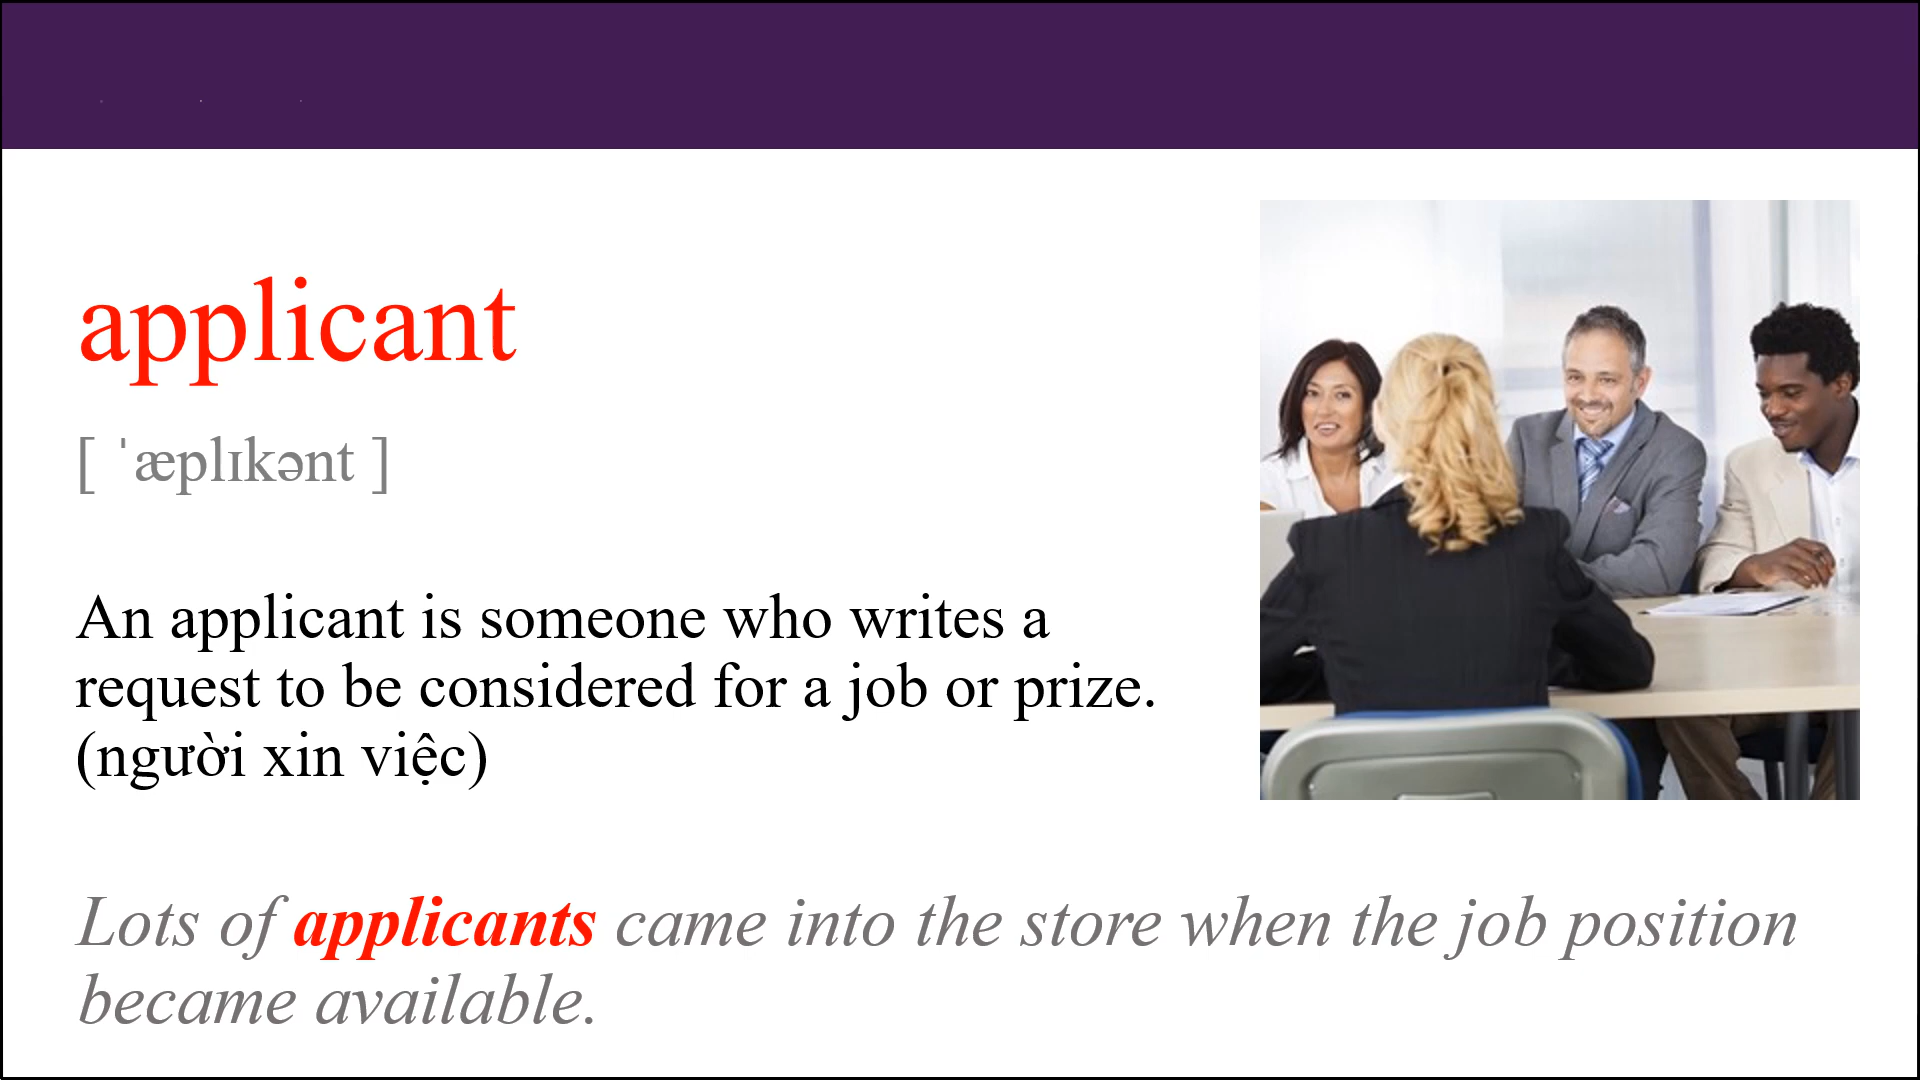 applicant
[ ˈæplɪkənt ]
An applicant is someone who writes a
request to be considered for a job or prize.
(người xin việc)
Lots of applicants came into the store when the job position
became available.